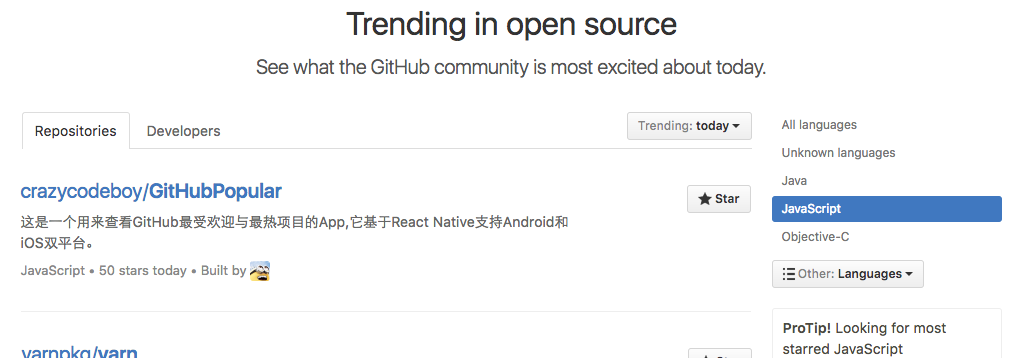 Trending in open source
See what the GitHub community is most excited about today.
Repositories
Developers
Trending: today
crazycodeboy/GitHubPopular
Star
这是一个用来查看GitHub最受欢迎与最热项目的App,它基于React Native支持Android和
iOS双平台。
JavaScript • 50 stars today • Built by
yarnpkg/yarn
All languages
Unknown languages
Java
JavaScript
Objective-C
Other: Languages
ProTip! Looking for most
starred JavaScript